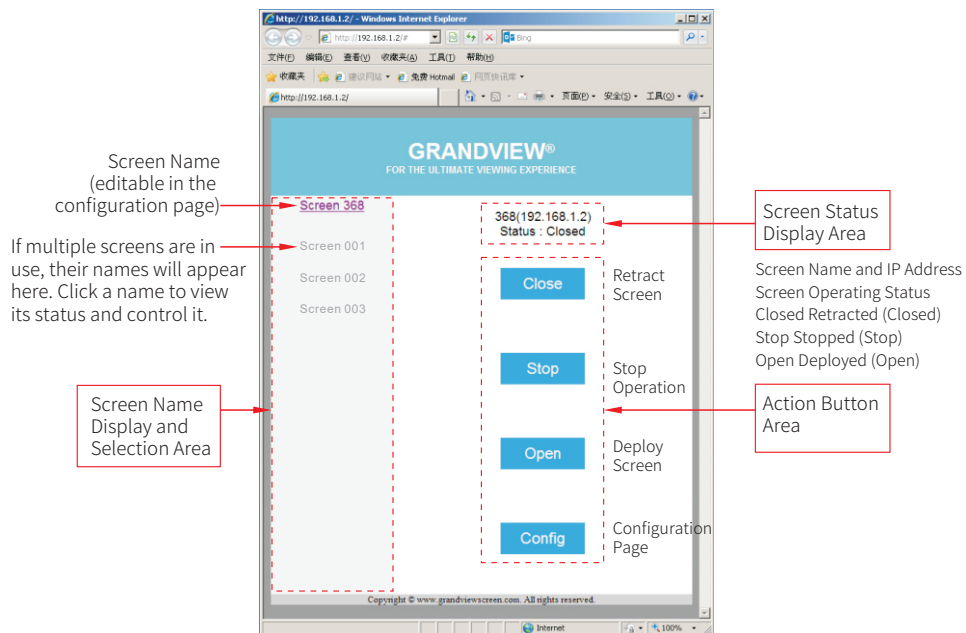 http://192.168.1.2/ - Windows Internet Explorer
http://192.168.1.2/#
Bing
文件(F) 编辑(E) 查看(V) 收藏夹(A) 工具(T) 帮助(H)
收藏夹 建议网站 免费 Hotmail 网页快讯库
http://192.168.1.2/
页面(P) 安全(S) 工具(O)
GRANDVIEW®
FOR THE ULTIMATE VIEWING EXPERIENCE
Screen Name
(editable in the
configuration page)
If multiple screens are in
use, their names will appear
here. Click a name to view
its status and control it.
Screen Name
Display and
Selection Area
Screen 368
Screen 001
Screen 002
Screen 003
368(192.168.1.2)
Status : Closed
Close
Retract
Screen
Stop
Stop
Operation
Open
Deploy
Screen
Config
Configuration
Page
Screen Status
Display Area
Screen Name and IP Address
Screen Operating Status
Closed Retracted (Closed)
Stop Stopped (Stop)
Open Deployed (Open)
Action Button
Area
Copyright © www.grandviewscreen.com. All rights reserved.
Internet
100%